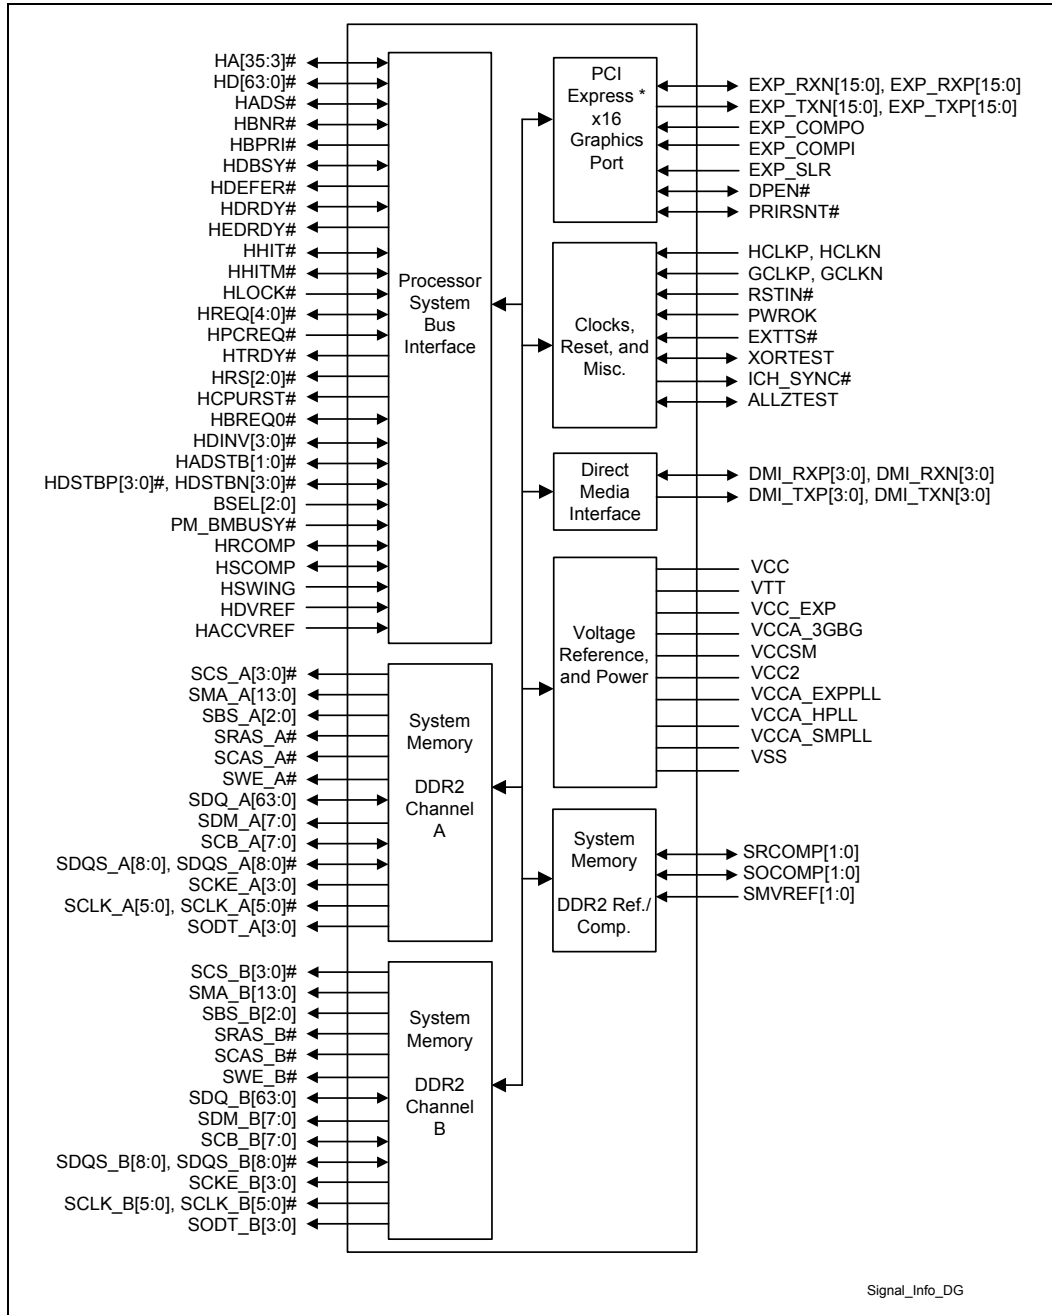 HA[35:3]#
HD[63:0]#
HADS#
HBNR#
HBPRI#
HDBSY#
HDEFER#
HDRDY#
HEDRDY#
HHIT#
HHITM#
HLOCK#
HREQ[4:0]#
HPCREQ#
HTRDY#
HRS[2:0]#
HCPURST#
HBREQ0#
HDINV[3:0]#
HADSTB[1:0]#
HDSTBP[3:0]#, HDSTBN[3:0]#
BSEL[2:0]
PM_BMBUSY#
HRCOMP
HSCOMP
HSWING
HDVREF
HACCVREF
Processor
System
Bus
Interface
SCS_A[3:0]#
SMA_A[13:0]
SBS_A[2:0]
SRAS_A#
SCAS_A#
SWE_A#
SDQ_A[63:0]
SDM_A[7:0]
SCB_A[7:0]
SDQS_A[8:0], SDQS_A[8:0]#
SCKE_A[3:0]
SCLK_A[5:0], SCLK_A[5:0]#
SODT_A[3:0]
System
Memory
DDR2
Channel
A
SCS_B[3:0]#
SMA_B[13:0]
SBS_B[2:0]
SRAS_B#
SCAS_B#
SWE_B#
SDQ_B[63:0]
SDM_B[7:0]
SCB_B[7:0]
SDQS_B[8:0], SDQS_B[8:0]#
SCKE_B[3:0]
SCLK_B[5:0], SCLK_B[5:0]#
SODT_B[3:0]
System
Memory
DDR2
Channel
B
PCI
Express *
x16
Graphics
Port
EXP_RXN[15:0], EXP_RXP[15:0]
EXP_TXN[15:0], EXP_TXP[15:0]
EXP_COMPO
EXP_COMPI
EXP_SLR
DPEN#
PRIRSNT#
Clocks,
Reset, and
Misc.
HCLKP, HCLKN
GCLKP, GCLKN
RSTIN#
PWROK
EXTTS#
XORTEST
ICH_SYNC#
ALLZTEST
Direct
Media
Interface
DMI_RXP[3:0], DMI_RXN[3:0]
DMI_TXP[3:0], DMI_TXN[3:0]
Voltage
Reference,
and Power
VCC
VTT
VCC_EXP
VCCA_3GBG
VCCSM
VCC2
VCCA_EXPPLL
VCCA_HPLL
VCCA_SMPLL
VSS
System
Memory
DDR2 Ref./
Comp.
SRCOMP[1:0]
SOCOMP[1:0]
SMVREF[1:0]
Signal_Info_DG